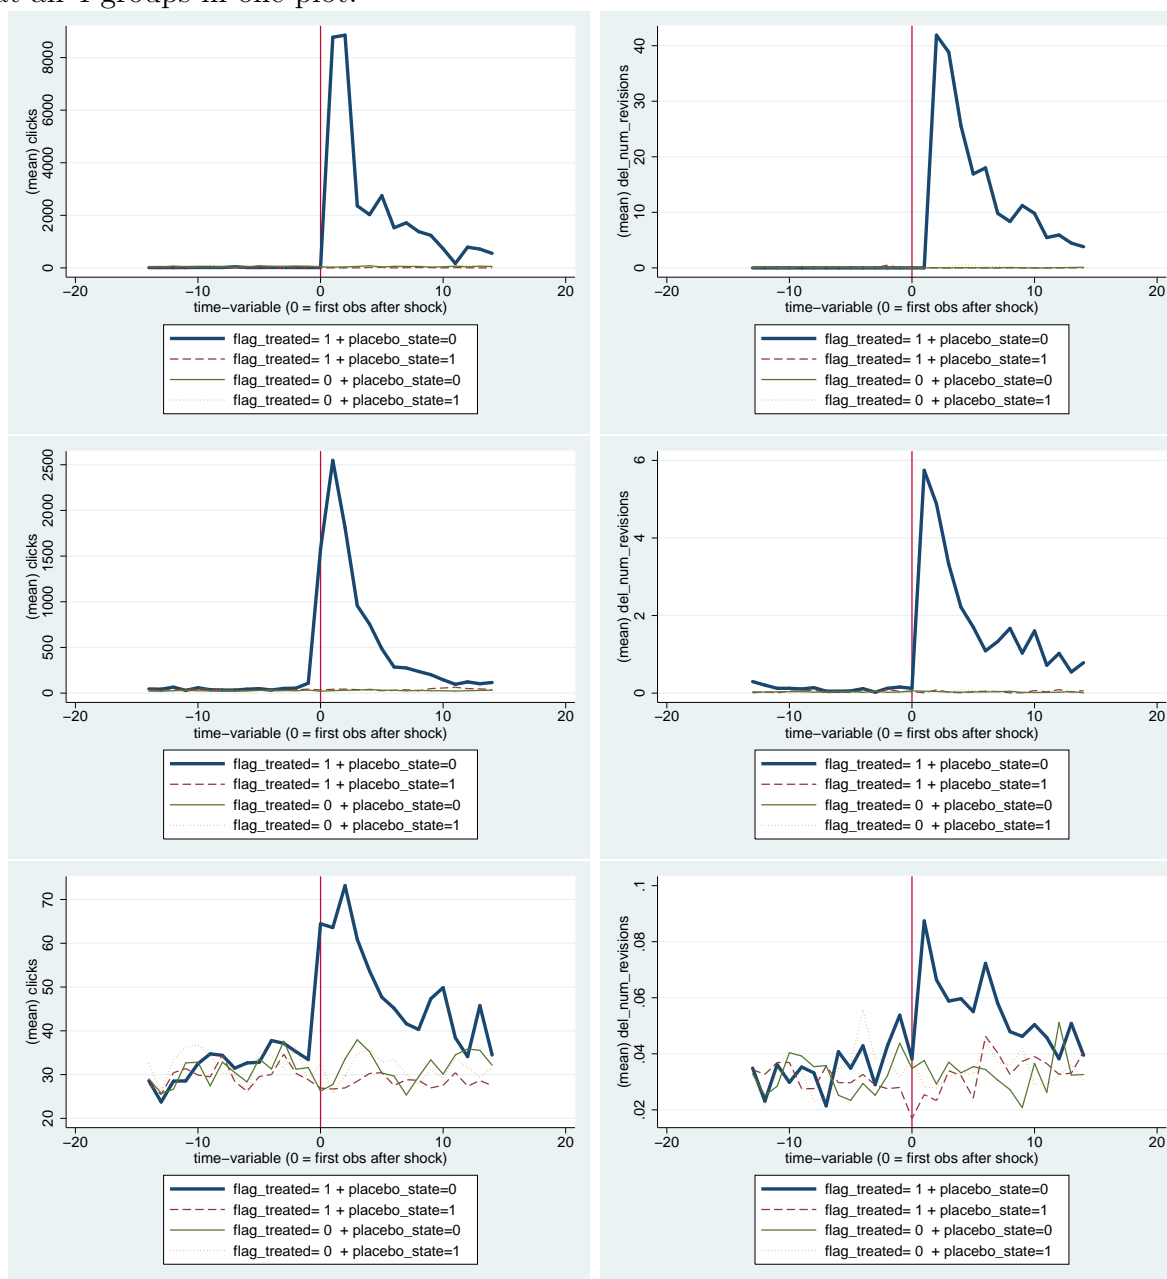 all 4 groups in one plot.
(mean) clicks
0 2000 4000 6000 8000
−20 −10 0 10 20
time−variable (0 = first obs after shock)
flag_treated= 1 + placebo_state=0
flag_treated= 1 + placebo_state=1
flag_treated= 0 + placebo_state=0
flag_treated= 0 + placebo_state=1
(mean) del_num_revisions
0 10 20 30 40
−20 −10 0 10 20
time−variable (0 = first obs after shock)
flag_treated= 1 + placebo_state=0
flag_treated= 1 + placebo_state=1
flag_treated= 0 + placebo_state=0
flag_treated= 0 + placebo_state=1
(mean) clicks
0 500 1000 1500 2000 2500
−20 −10 0 10 20
time−variable (0 = first obs after shock)
flag_treated= 1 + placebo_state=0
flag_treated= 1 + placebo_state=1
flag_treated= 0 + placebo_state=0
flag_treated= 0 + placebo_state=1
(mean) del_num_revisions
0 2 4 6
−20 −10 0 10 20
time−variable (0 = first obs after shock)
flag_treated= 1 + placebo_state=0
flag_treated= 1 + placebo_state=1
flag_treated= 0 + placebo_state=0
flag_treated= 0 + placebo_state=1
(mean) clicks
20 30 40 50 60 70
−20 −10 0 10 20
time−variable (0 = first obs after shock)
flag_treated= 1 + placebo_state=0
flag_treated= 1 + placebo_state=1
flag_treated= 0 + placebo_state=0
flag_treated= 0 + placebo_state=1
(mean) del_num_revisions
.02 .04 .06 .08 .1
−20 −10 0 10 20
time−variable (0 = first obs after shock)
flag_treated= 1 + placebo_state=0
flag_treated= 1 + placebo_state=1
flag_treated= 0 + placebo_state=0
flag_treated= 0 + placebo_state=1